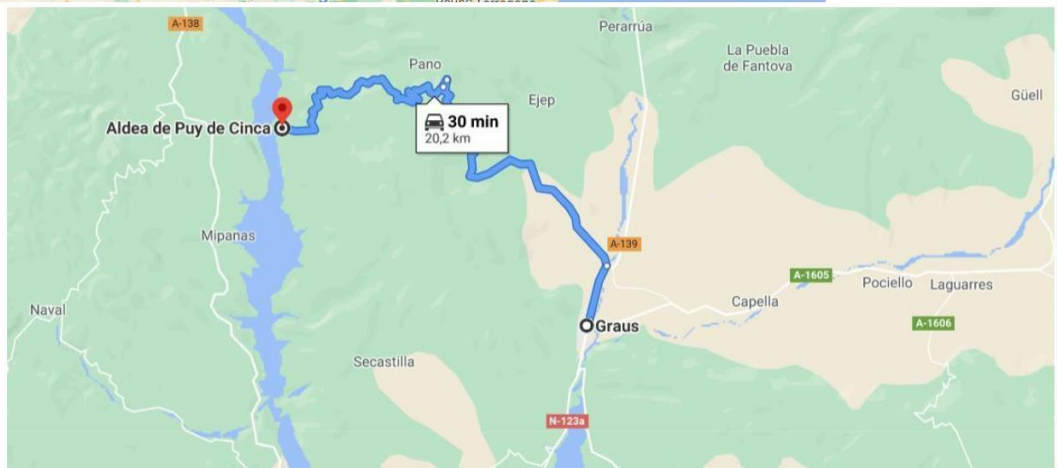 A-138
Perarrúa
La Puebla
de Fantova
Pano
Güell
Ejep
30 min
20,2 km
Aldea de Puy de Cinca
Mipanas
A-139
A-1605
Pociello
Laguarres
Capella
Naval
Graus
A-1606
Secastilla
N-123a